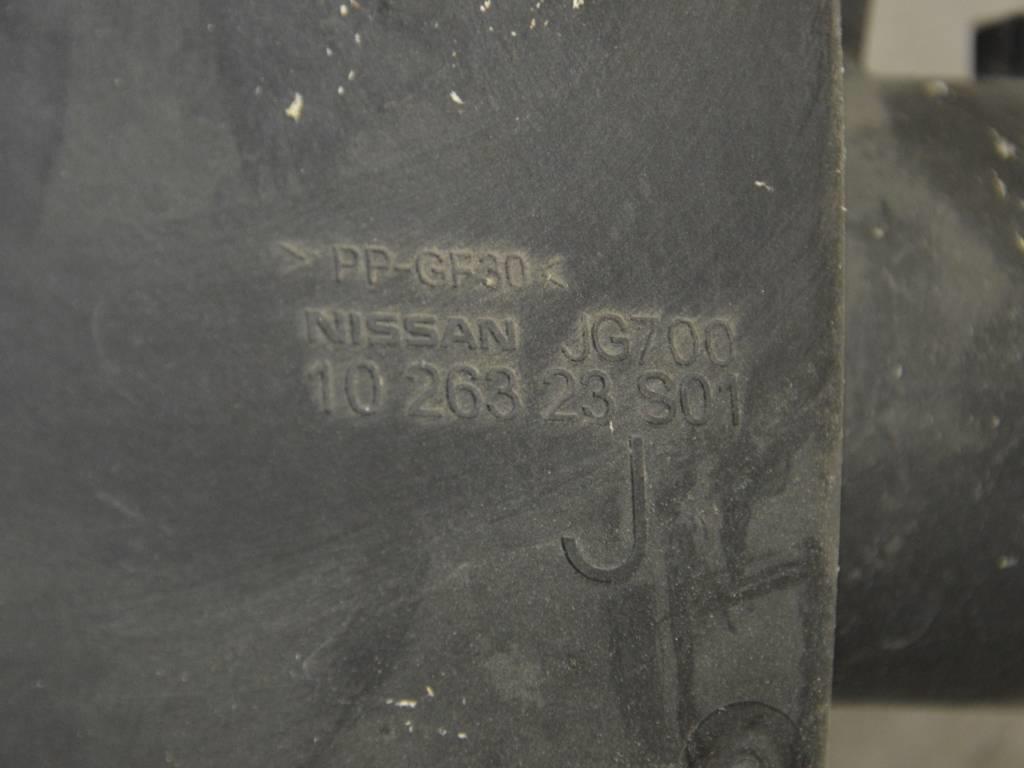 >PP-GF30<
NISSAN JG700
10 263 23 S01
J